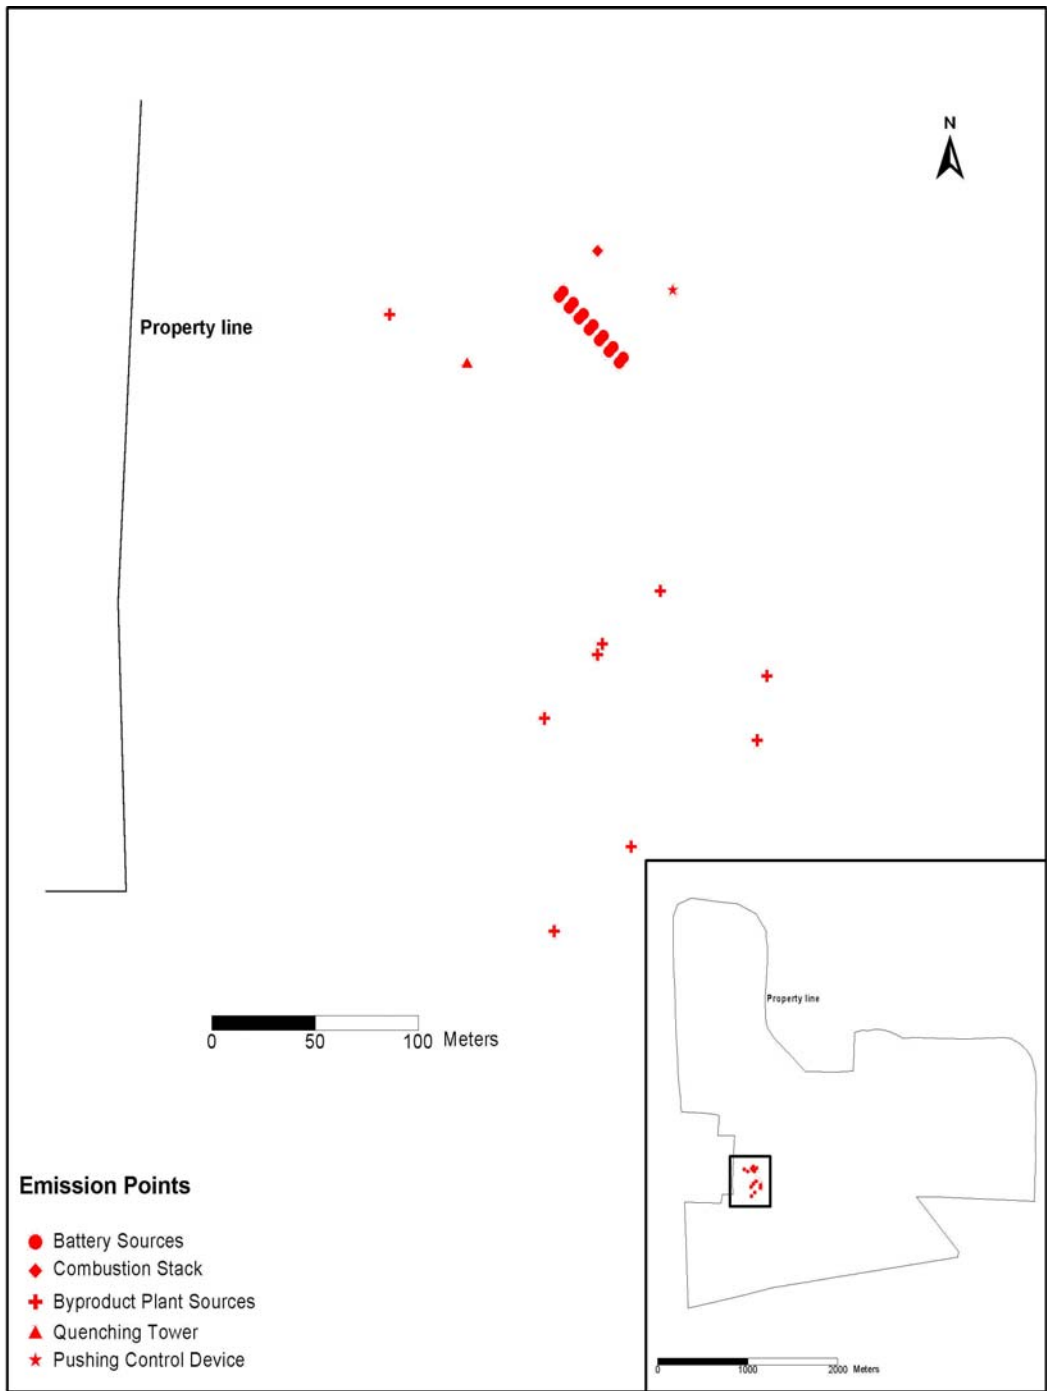 N
Property line
0 50 100 Meters
Emission Points
Battery Sources
Combustion Stack
Byproduct Plant Sources
Quenching Tower
Pushing Control Device
Property line
0 1000 2000 Meters